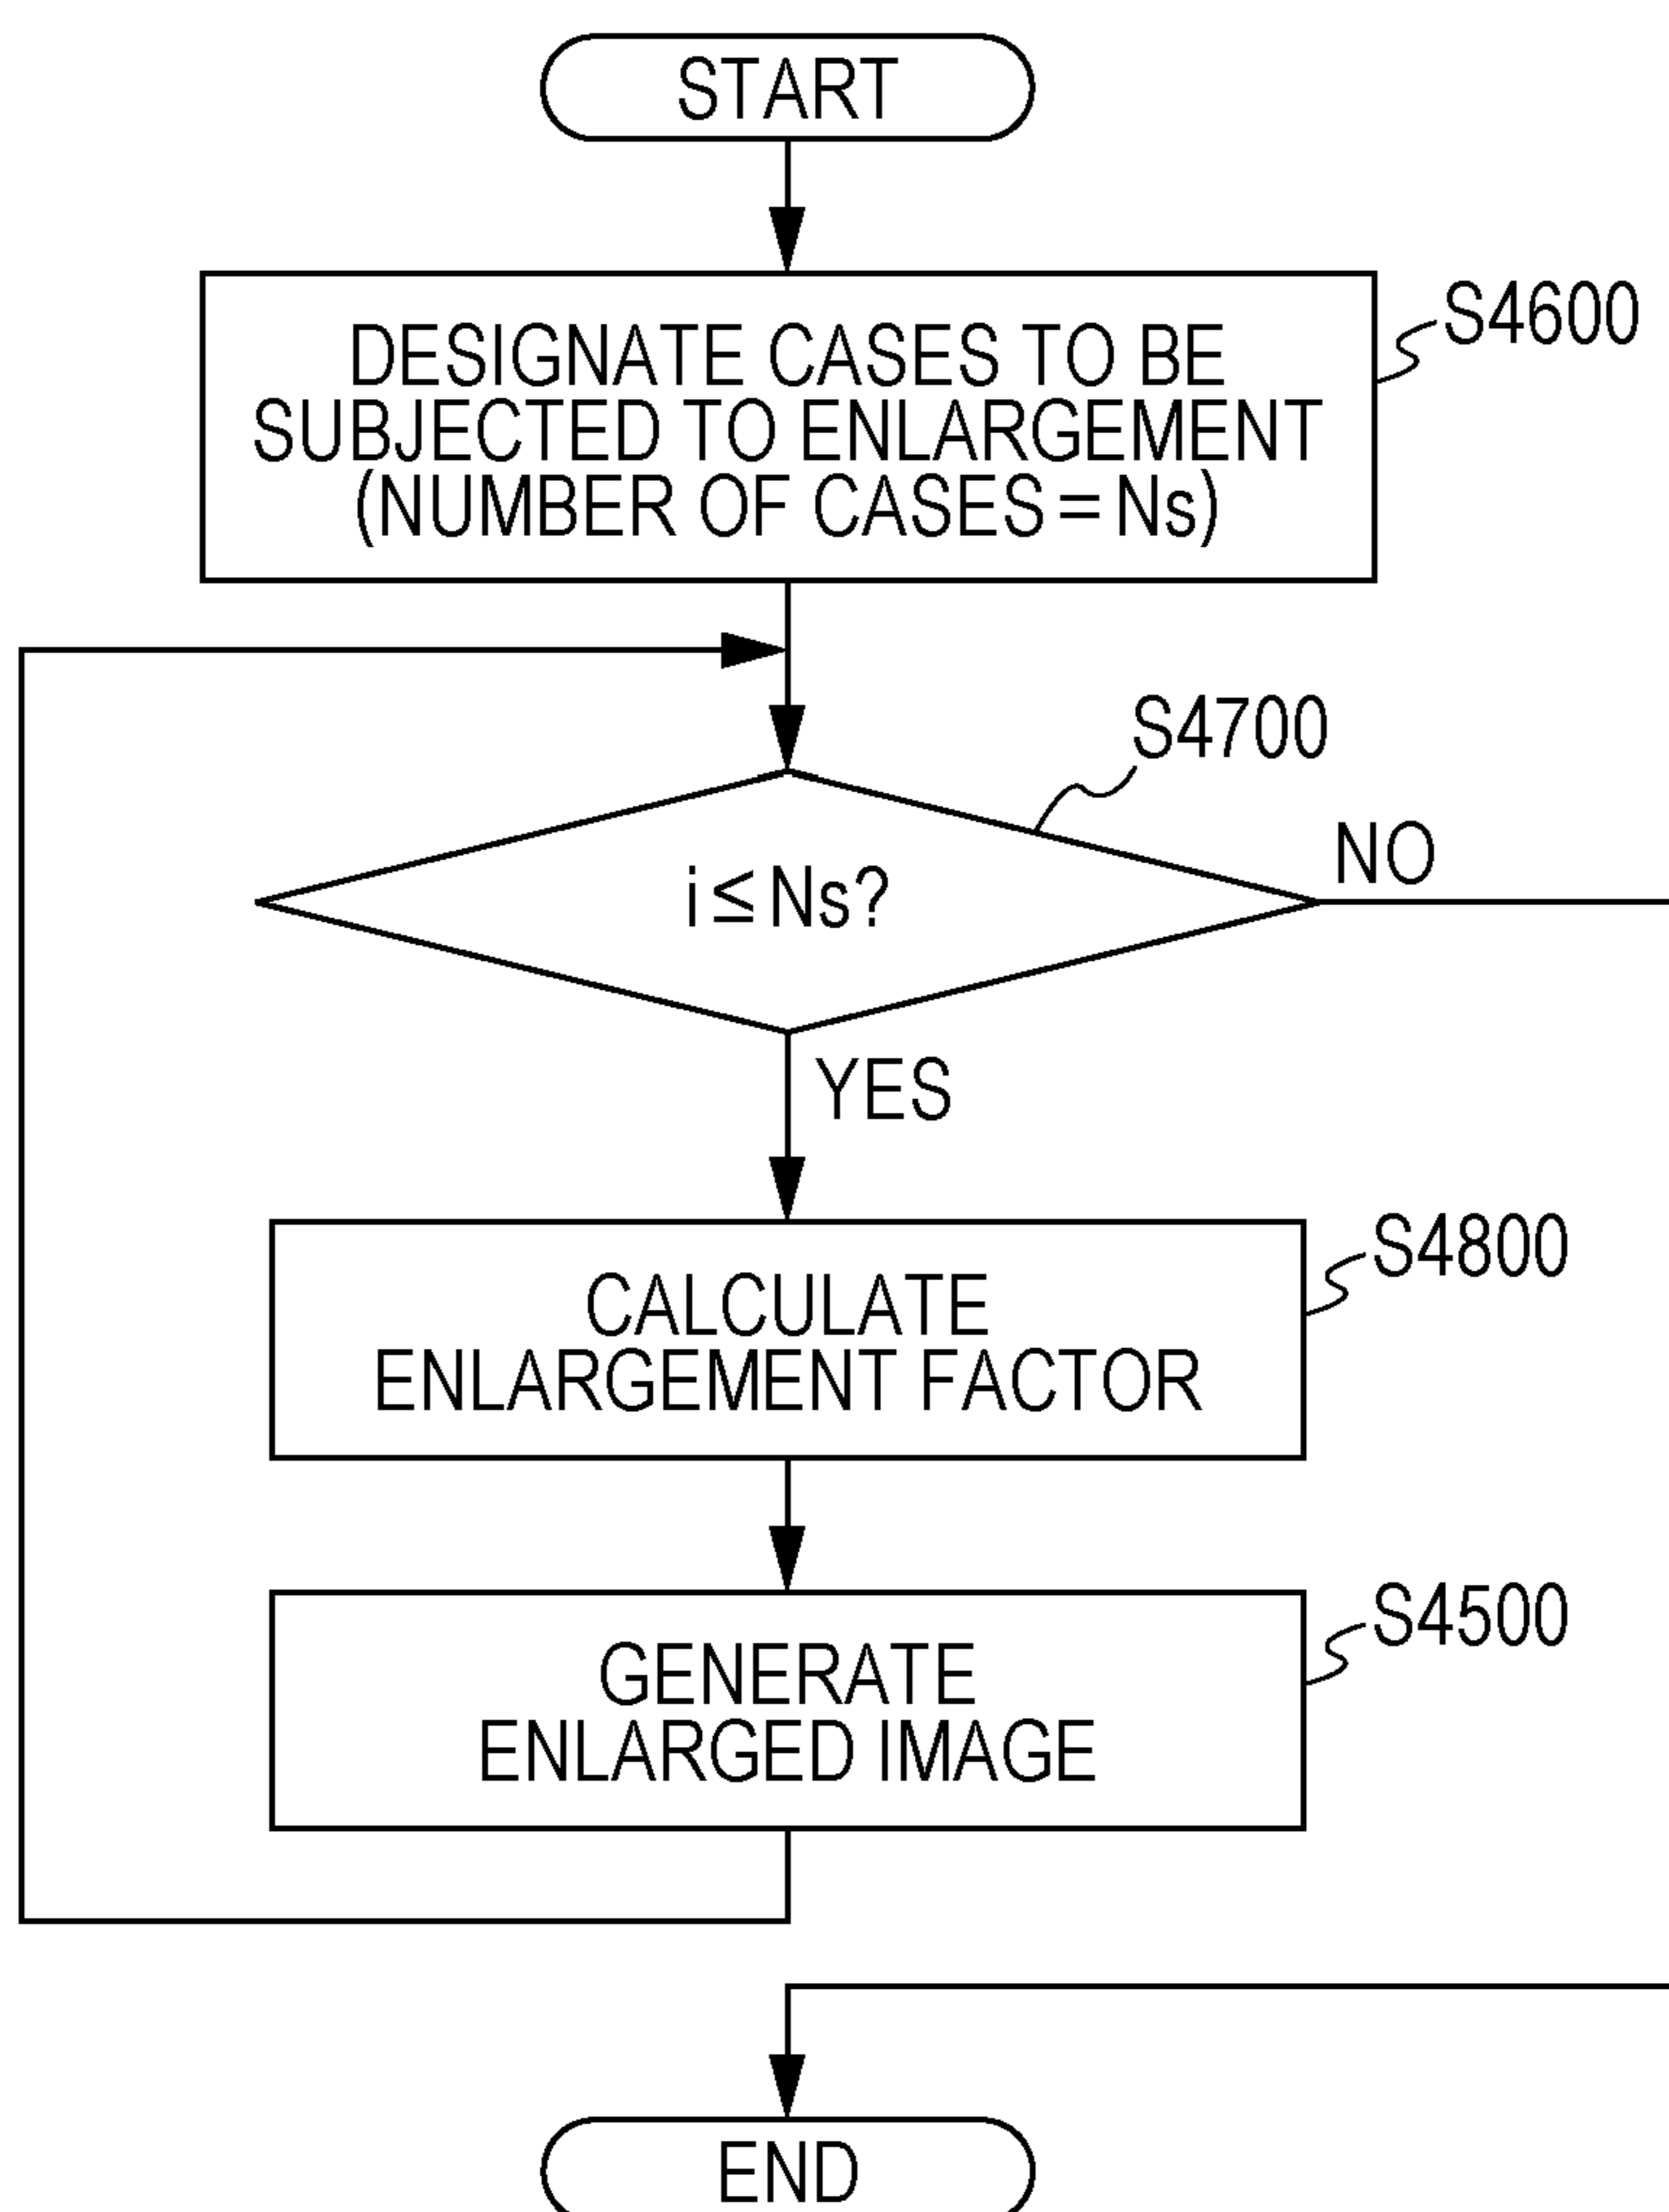 START
DESIGNATE CASES TO BE
SUBJECTED TO ENLARGEMENT
(NUMBER OF CASES = Ns)
S4600
S4700
i ≤ Ns?
NO
YES
CALCULATE
ENLARGEMENT FACTOR
S4800
GENERATE
ENLARGED IMAGE
S4500
END